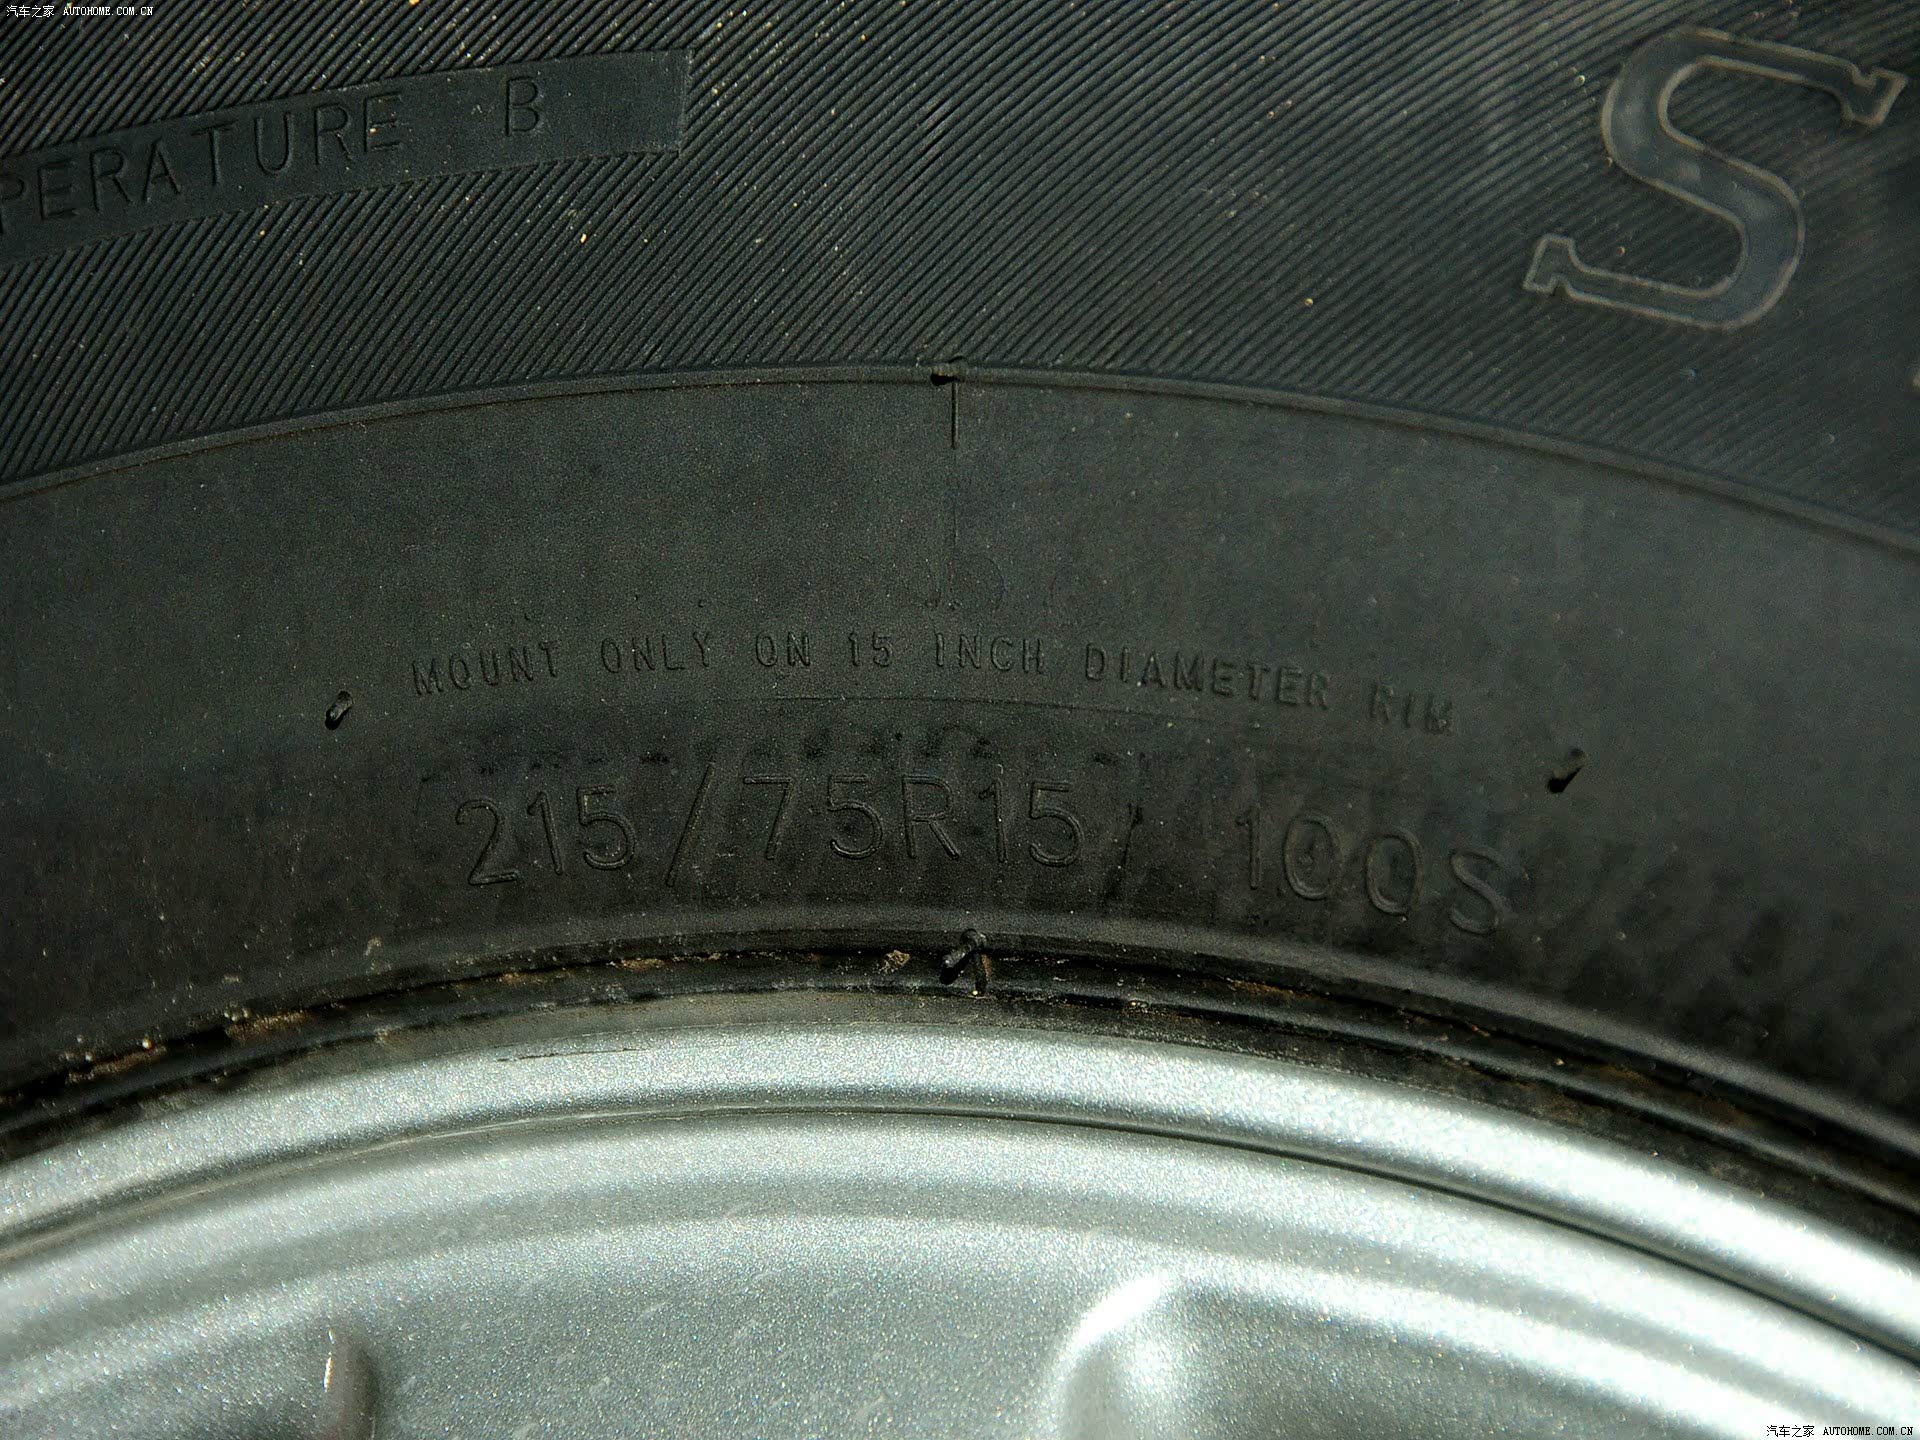 汽车之家 AUTOHOME.COM.CN
PERATURE B
S
MOUNT ONLY ON 15 INCH DIAMETER RIM
215/75R15 100S
汽车之家 AUTOHOME.COM.CN